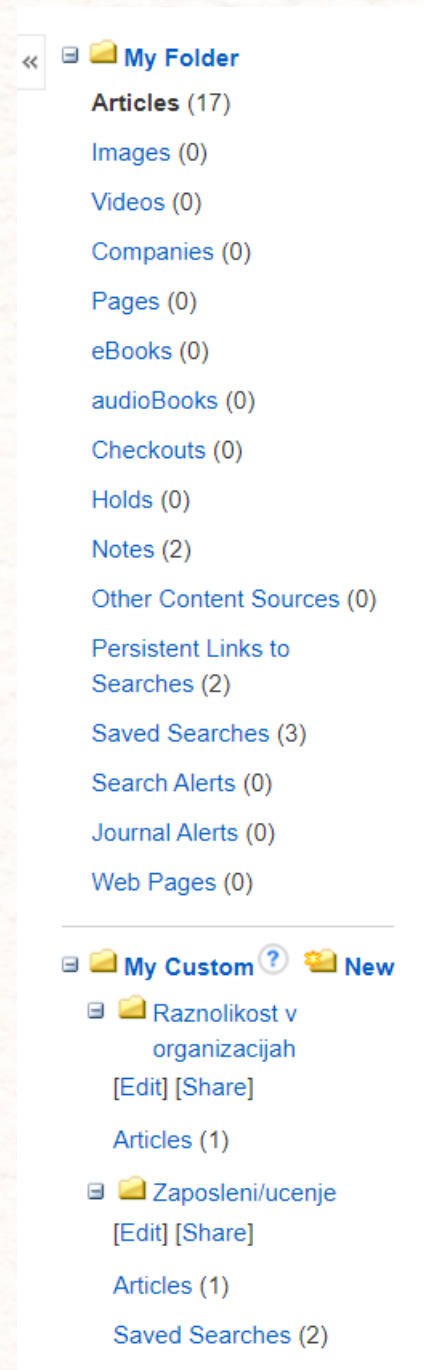 «
My Folder
Articles (17)
Images (0)
Videos (0)
Companies (0)
Pages (0)
eBooks (0)
audioBooks (0)
Checkouts (0)
Holds (0)
Notes (2)
Other Content Sources (0)
Persistent Links to
Searches (2)
Saved Searches (3)
Search Alerts (0)
Journal Alerts (0)
Web Pages (0)
My Custom ? New
Raznolikost v
organizacijah
[Edit] [Share]
Articles (1)
Zaposleni/ucenje
[Edit] [Share]
Articles (1)
Saved Searches (2)